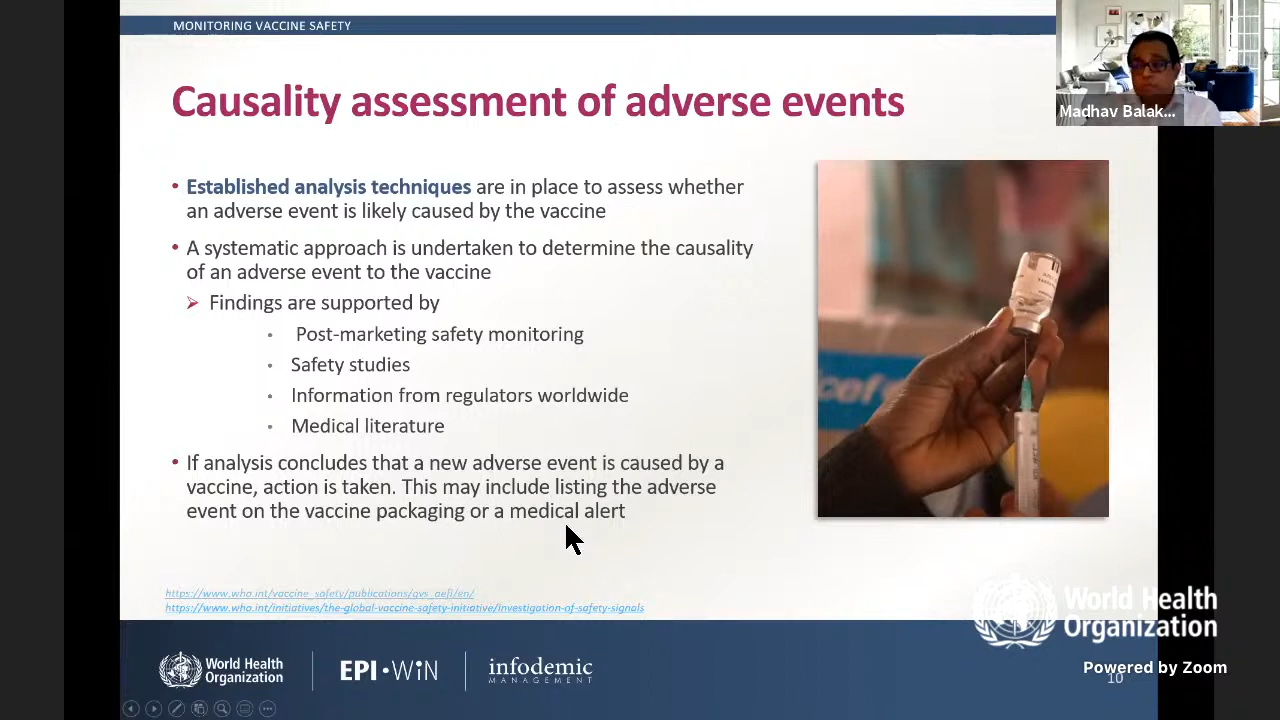 MONITORING VACCINE SAFETY
Madhav Balak...
Causality assessment of adverse events
• Established analysis techniques are in place to assess whether
an adverse event is likely caused by the vaccine
• A systematic approach is undertaken to determine the causality
of an adverse event to the vaccine
➢ Findings are supported by
• Post-marketing safety monitoring
• Safety studies
• Information from regulators worldwide
• Medical literature
• If analysis concludes that a new adverse event is caused by a
vaccine, action is taken. This may include listing the adverse
event on the vaccine packaging or a medical alert
https://www.who.int/vaccine_safety/publications/gvs_aefi/en/
https://www.who.int/initiatives/the-global-vaccine-safety-initiative/investigation-of-safety-signals
World Health
Organization
World Health
Organization
EPI•WiN
infodemic
MANAGEMENT
Powered by Zoom
10